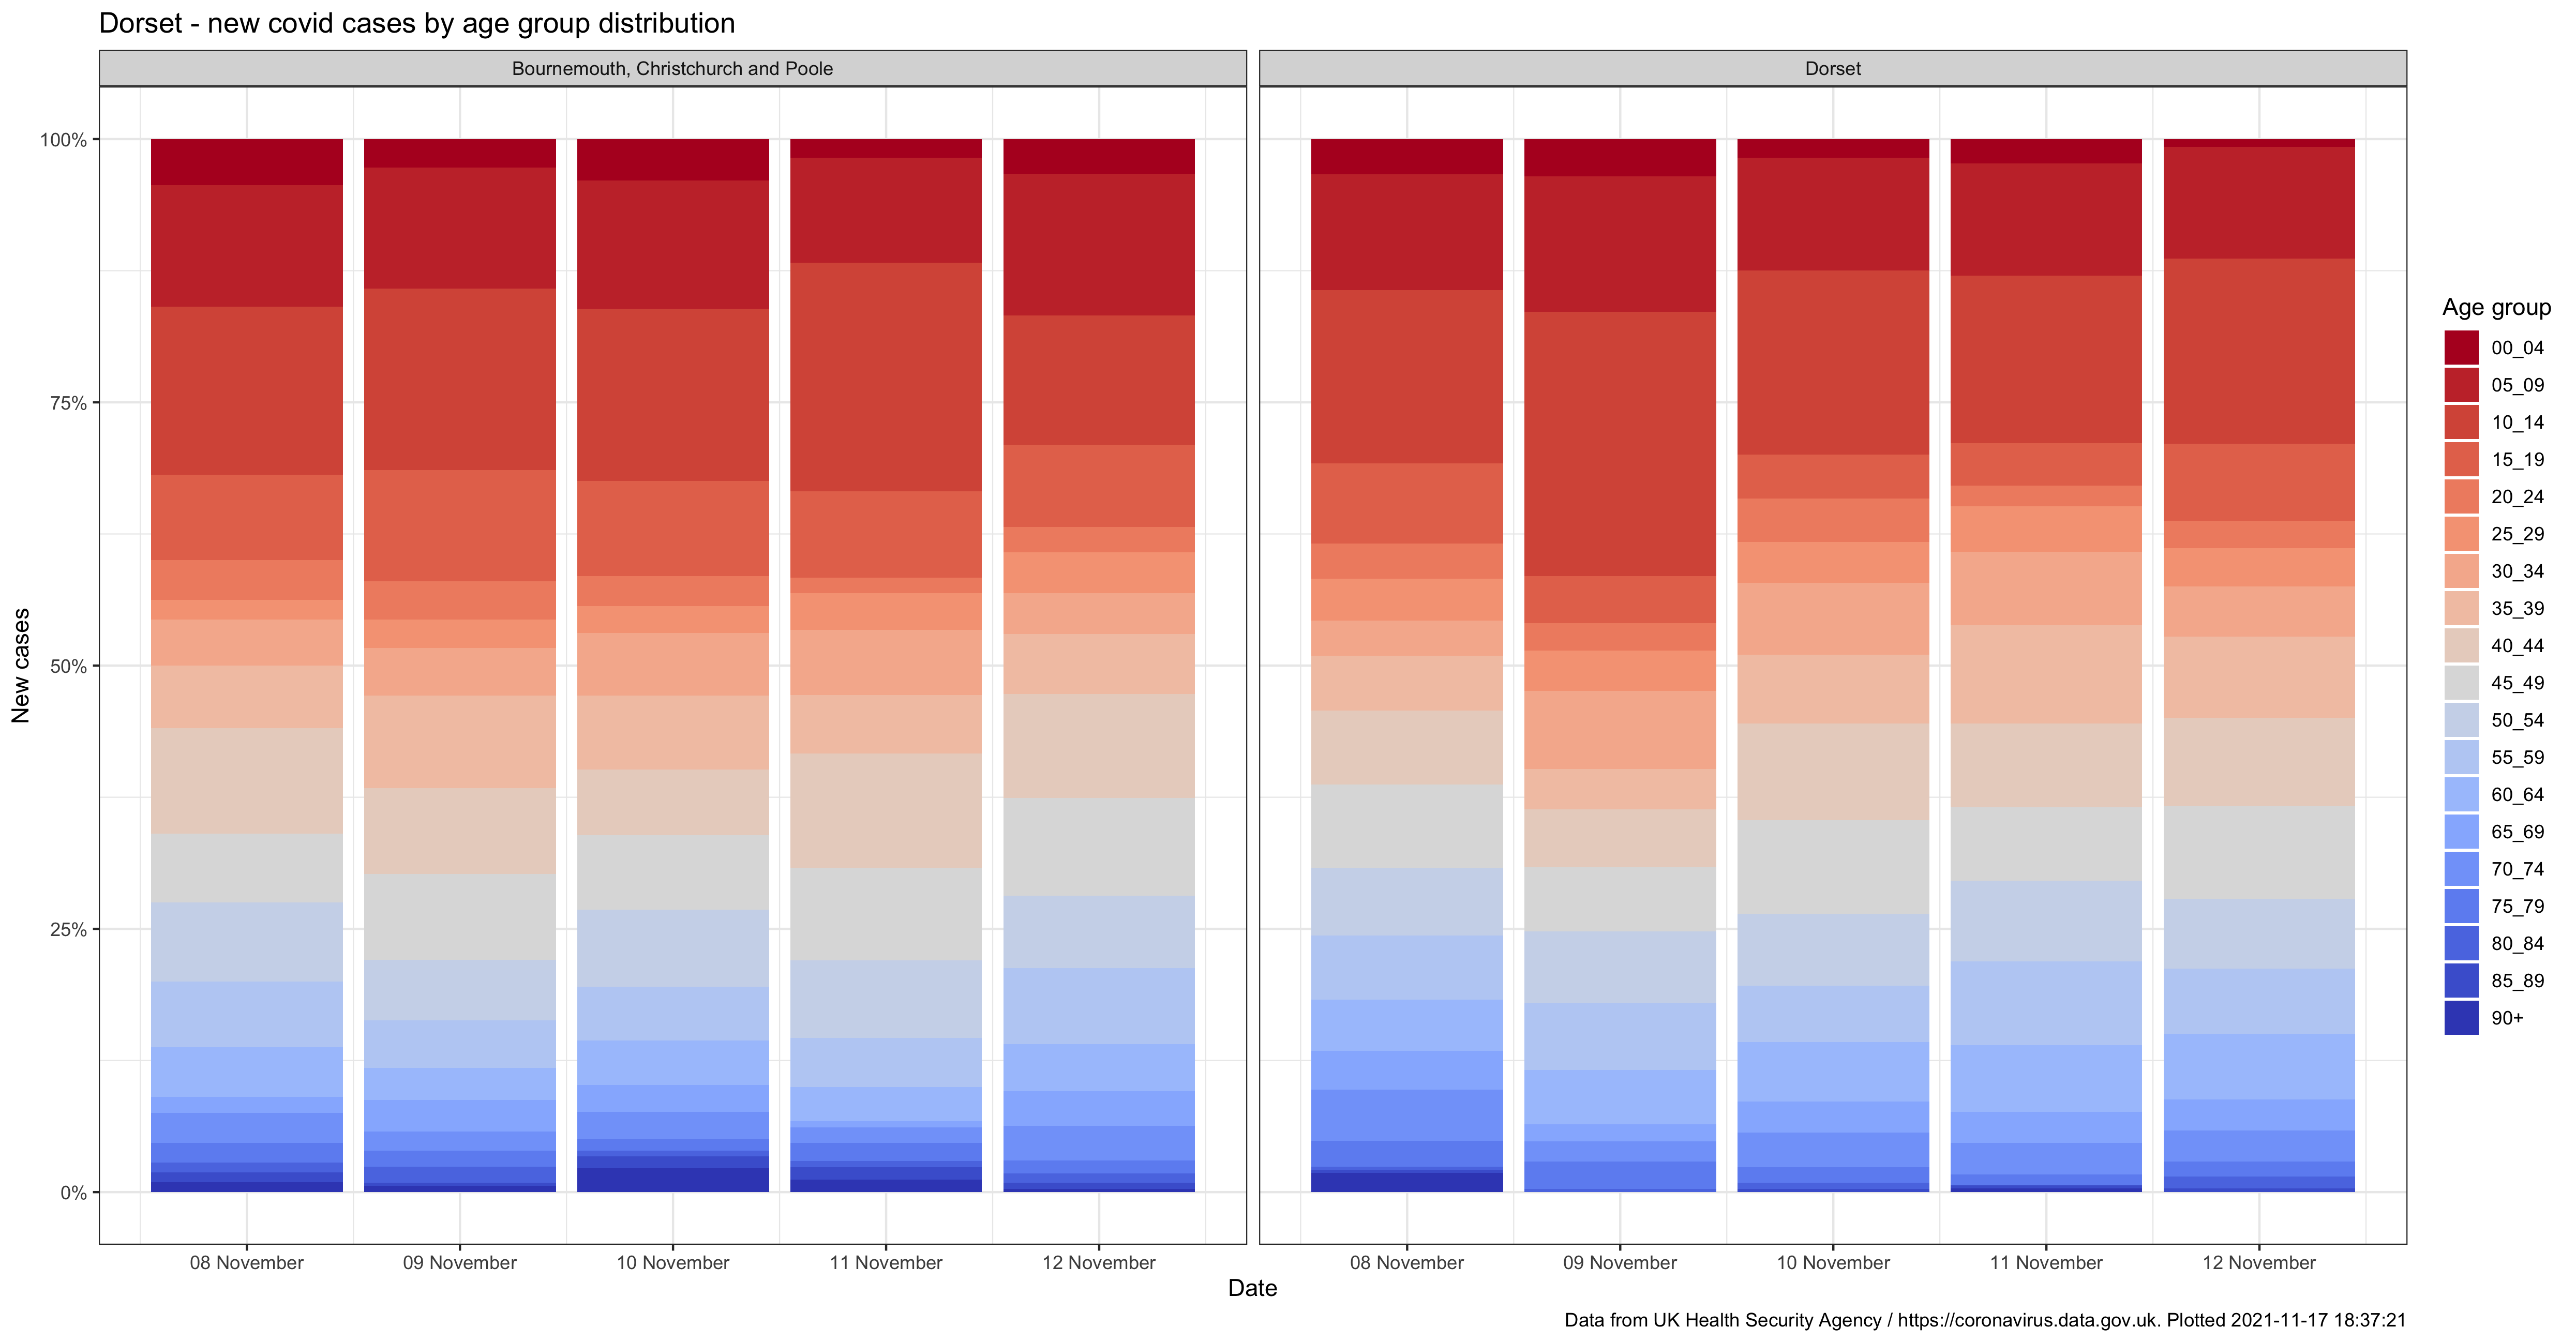 Dorset - new covid cases by age group distribution
Bournemouth, Christchurch and Poole
Dorset
New cases
100%
75%
50%
25%
0%
08 November
09 November
10 November
11 November
12 November
08 November
09 November
10 November
11 November
12 November
Date
Age group
00_04
05_09
10_14
15_19
20_24
25_29
30_34
35_39
40_44
45_49
50_54
55_59
60_64
65_69
70_74
75_79
80_84
85_89
90+
Data from UK Health Security Agency / https://coronavirus.data.gov.uk. Plotted 2021-11-17 18:37:21